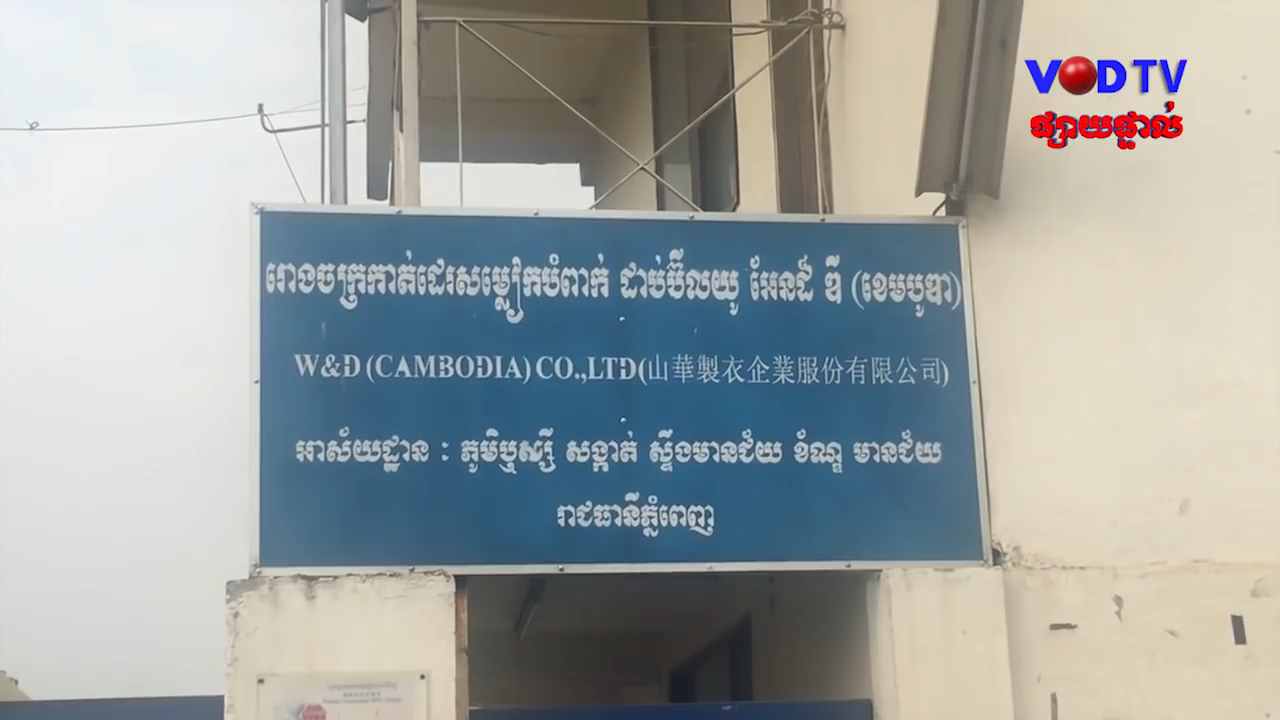 VODTV
ផ្សាយផ្ទាល់
រោងចក្រកាត់ដេរសម្លៀកបំពាក់ ដាប់ប៊ីលយូ អែនដ៏ ឌី (ខេមបូឌា)
W&D (CAMBODIA) CO.,LTD(山華製衣企業服份有限公司)
អាស័យដ្ឋាន : ភូមិឬស្សី សង្កាត់ ស្ទឹងមានជ័យ ខ័ណ្ឌ មានជ័យ
រាជធានីភ្នំពេញ